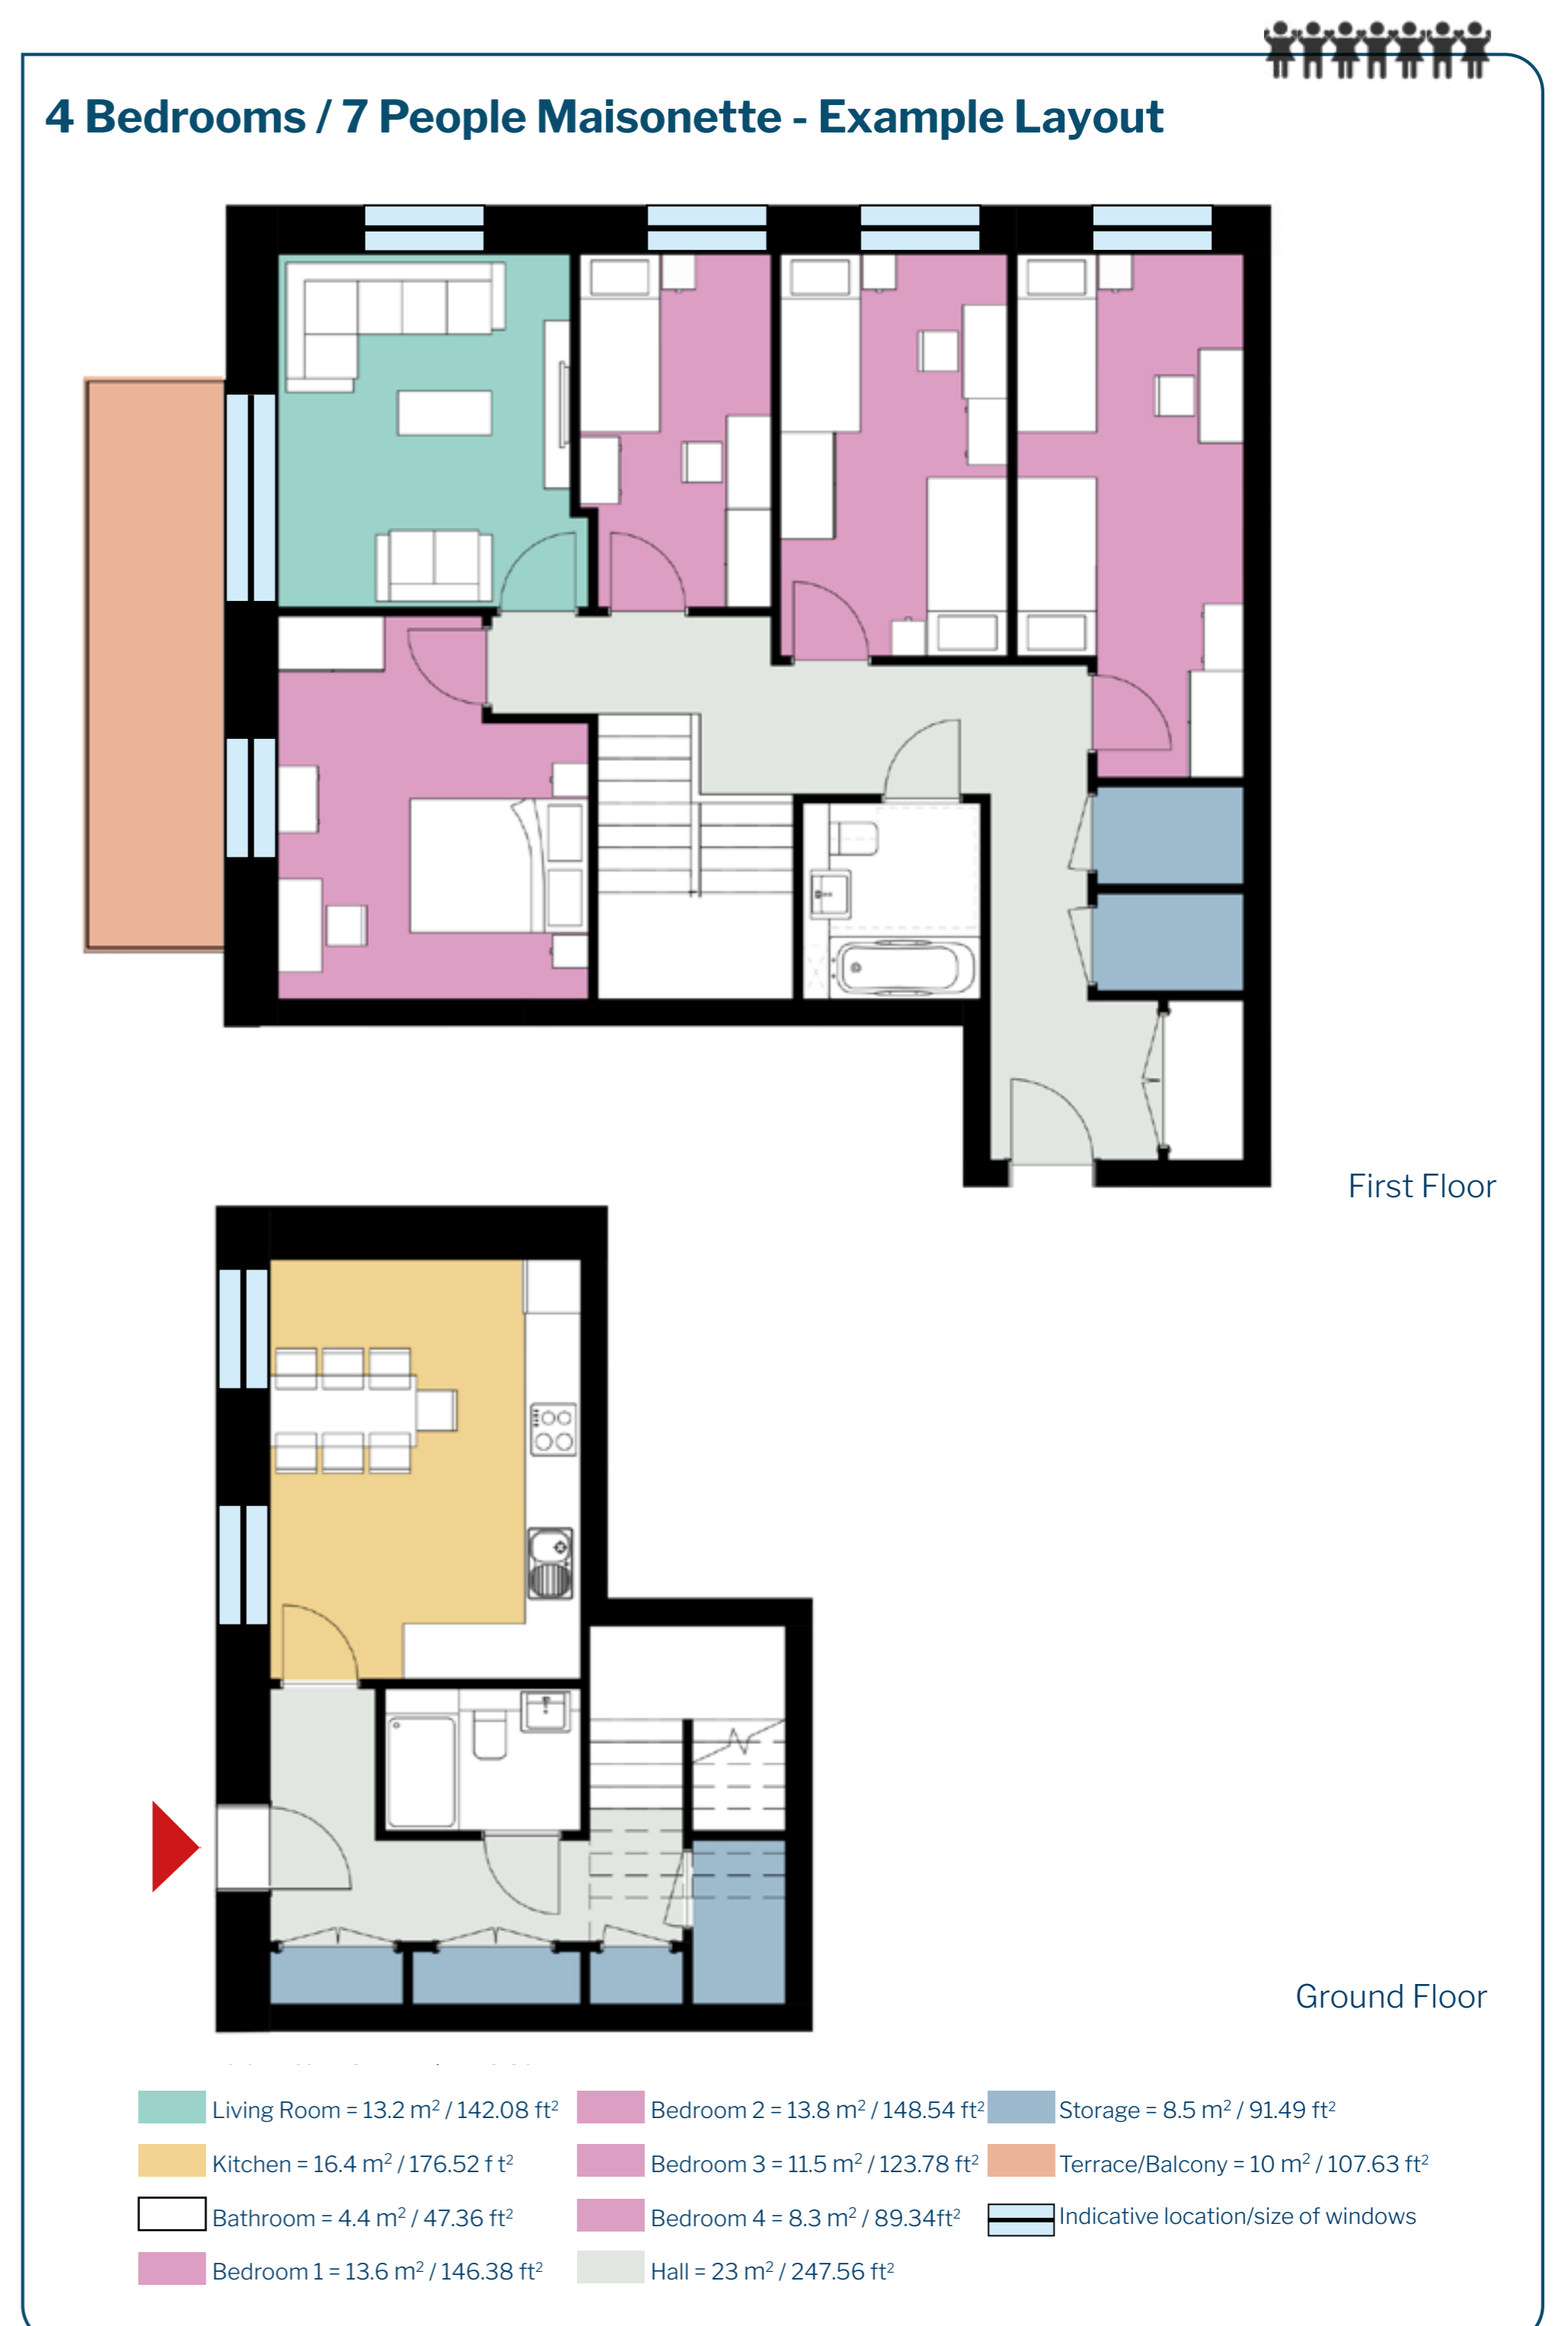 4 Bedrooms / 7 People Maisonette - Example Layout
First Floor
Ground Floor
Living Room = 13.2 m² / 142.08 ft²
Kitchen = 16.4 m² / 176.52 f t²
Bathroom = 4.4 m² / 47.36 ft²
Bedroom 1 = 13.6 m² / 146.38 ft²
Bedroom 2 = 13.8 m² / 148.54 ft²
Bedroom 3 = 11.5 m² / 123.78 ft²
Bedroom 4 = 8.3 m² / 89.34ft²
Hall = 23 m² / 247.56 ft²
Storage = 8.5 m² / 91.49 ft²
Terrace/Balcony = 10 m² / 107.63 ft²
Indicative location/size of windows